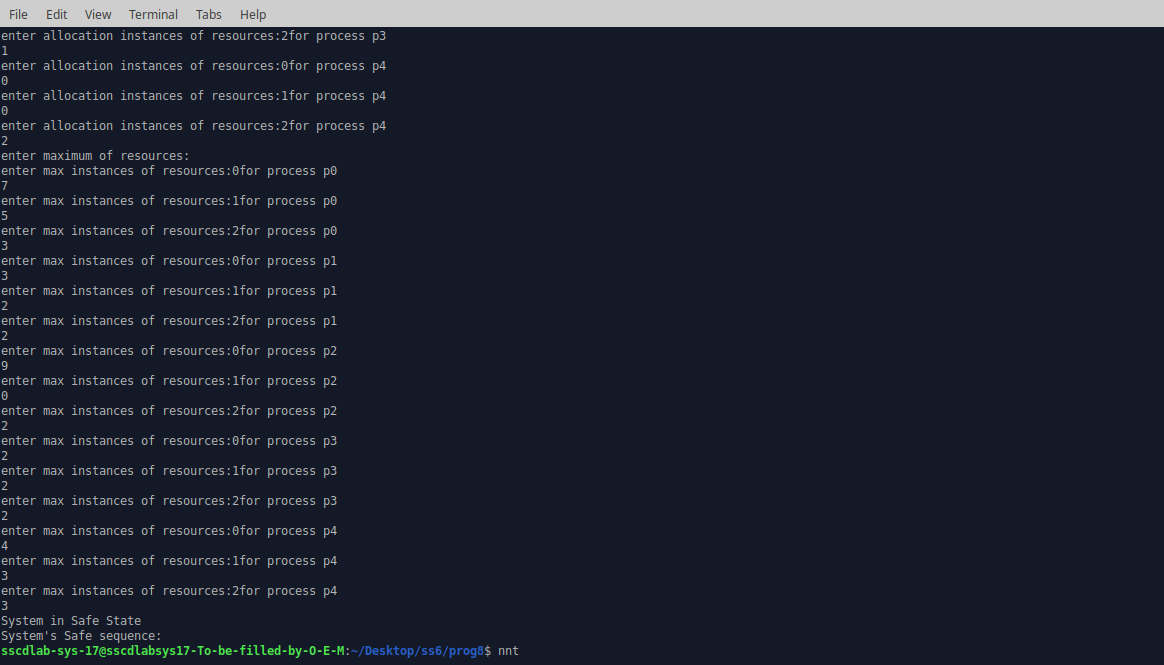 File Edit View Terminal Tabs Help
enter allocation instances of resources:2for process p3
1
enter allocation instances of resources:0for process p4
0
enter allocation instances of resources:1for process p4
0
enter allocation instances of resources:2for process p4
2
enter maximum of resources:
enter max instances of resources:0for process p0
7
enter max instances of resources:1for process p0
5
enter max instances of resources:2for process p0
3
enter max instances of resources:0for process p1
3
enter max instances of resources:1for process p1
2
enter max instances of resources:2for process p1
2
enter max instances of resources:0for process p2
9
enter max instances of resources:1for process p2
0
enter max instances of resources:2for process p2
2
enter max instances of resources:0for process p3
2
enter max instances of resources:1for process p3
2
enter max instances of resources:2for process p3
2
enter max instances of resources:0for process p4
4
enter max instances of resources:1for process p4
3
enter max instances of resources:2for process p4
3
System in Safe State
System's Safe sequence:
sscdlab-sys-17@sscdlabsys17-To-be-filled-by-O-E-M:~/Desktop/ss6/prog8$ nnt